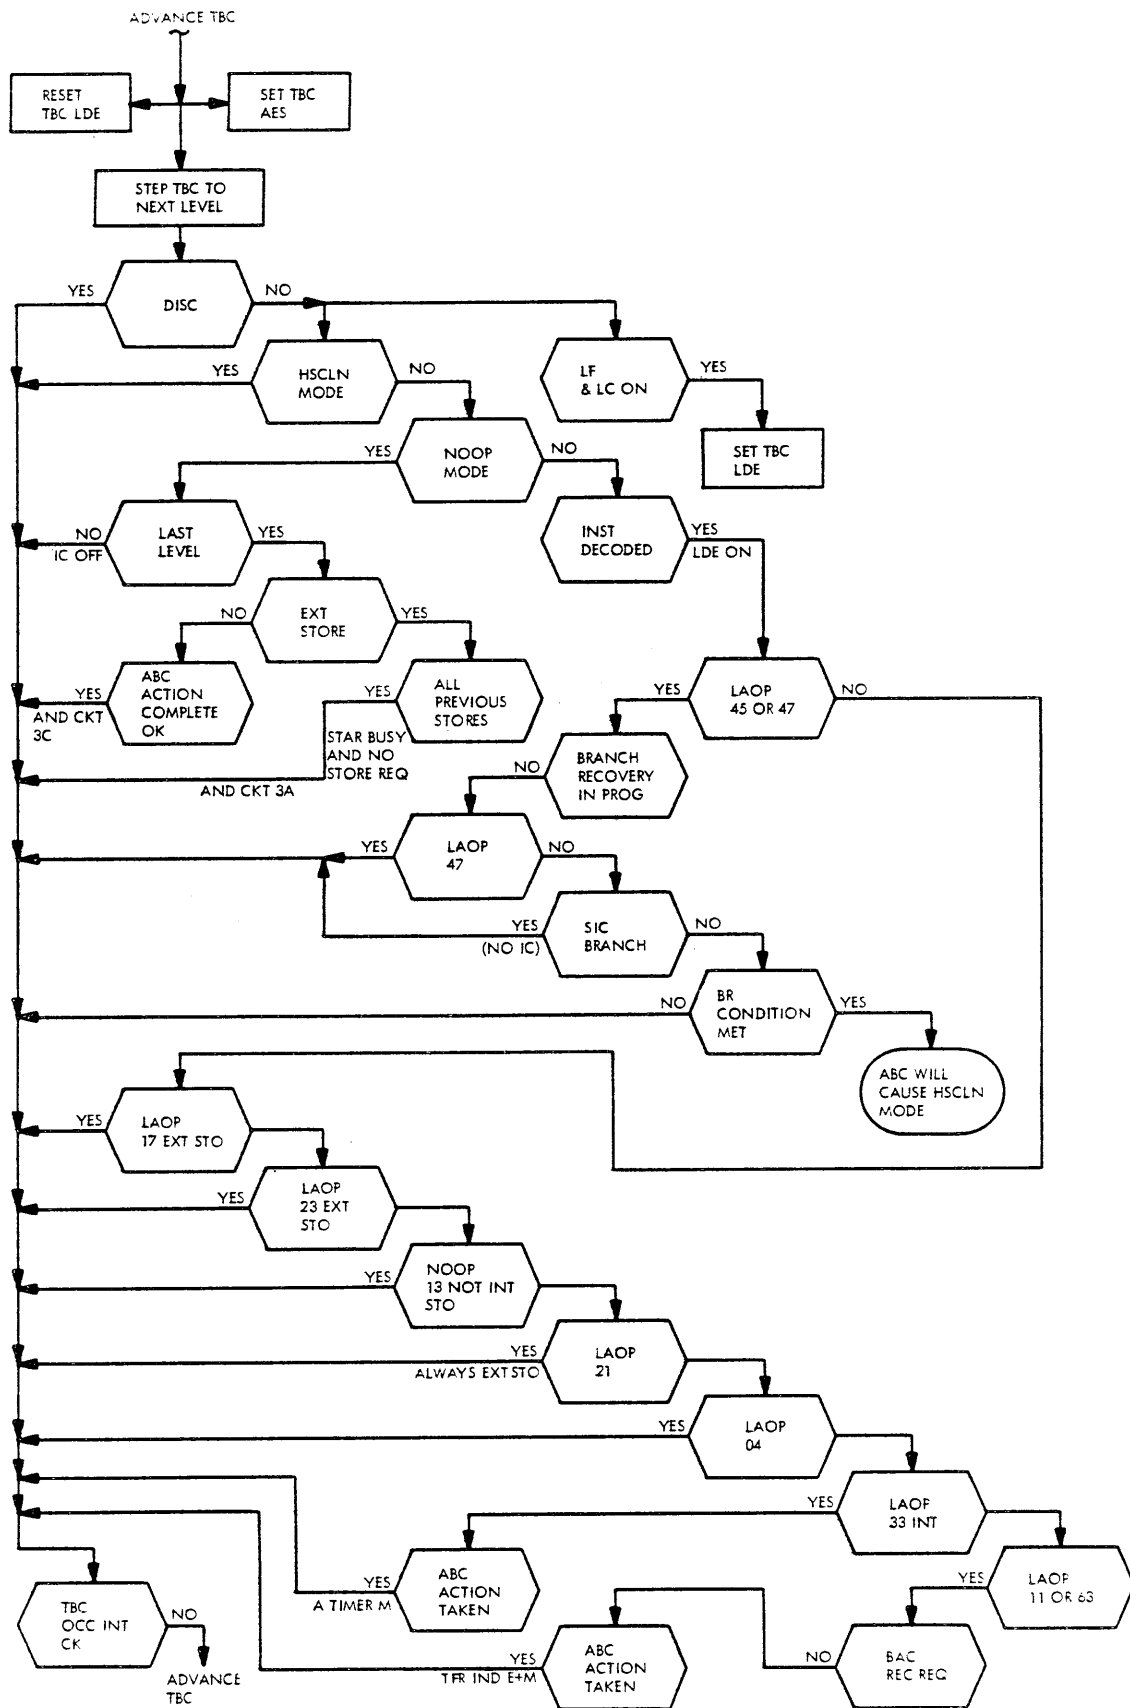 ADVANCE TBC
RESET
TBC LDE
SET TBC
AES
STEP TBC TO
NEXT LEVEL
YES
DISC
NO
YES
HSCLN
MODE
NO
LF
& LC ON
YES
SET TBC
LDE
YES
NOOP
MODE
NO
NO
IC OFF
LAST
LEVEL
YES
INST
DECODED
YES
LDE ON
NO
EXT
STORE
YES
YES
AND CKT
3C
ABC
ACTION
COMPLETE
OK
YES
ALL
PREVIOUS
STORES
STAR BUSY
AND NO
STORE REQ
AND CKT 3A
YES
LAOP
45 OR 47
NO
NO
BRANCH
RECOVERY
IN PROG
YES
LAOP
47
NO
YES
(NO IC)
SIC
BRANCH
NO
NO
BR
CONDITION
MET
YES
ABC WILL
CAUSE HSCLN
MODE
YES
LAOP
17 EXT STO
YES
LAOP
23 EXT
STO
YES
NOOP
13 NOT INT
STO
YES
ALWAYS EXT STO
LAOP
21
YES
LAOP
04
YES
LAOP
33 INT
YES
A TIMER M
ABC
ACTION
TAKEN
YES
LAOP
11 OR 63
TBC
OCC INT
CK
NO
ADVANCE
TBC
YES
TFR IND E+M
ABC
ACTION
TAKEN
NO
BAC
REC REQ